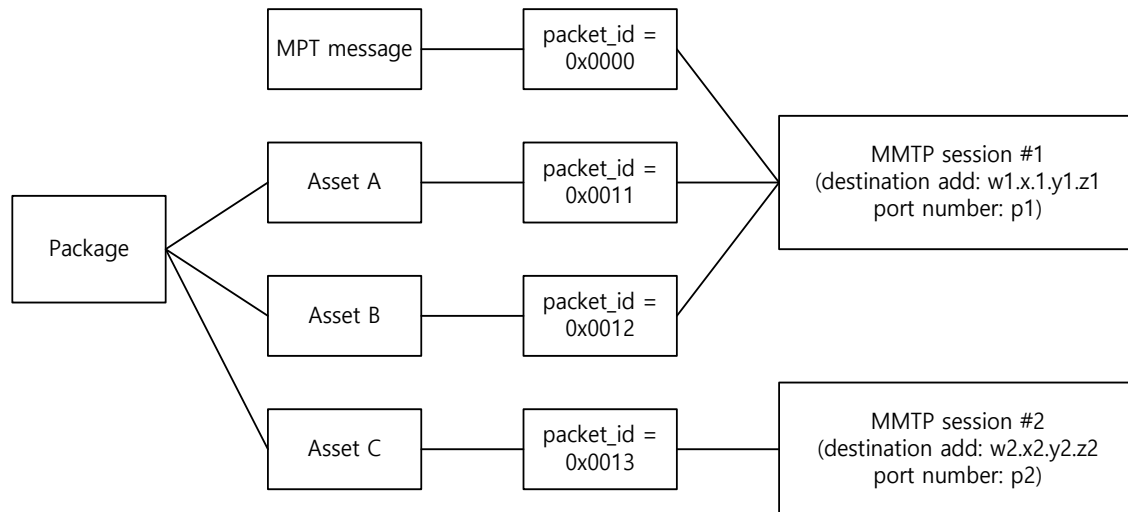 MPT message
packet_id =
0x0000
Asset A
packet_id =
0x0011
MMTP session #1
(destination add: w1.x.1.y1.z1
port number: p1)
Package
Asset B
packet_id =
0x0012
Asset C
packet_id =
0x0013
MMTP session #2
(destination add: w2.x2.y2.z2
port number: p2)